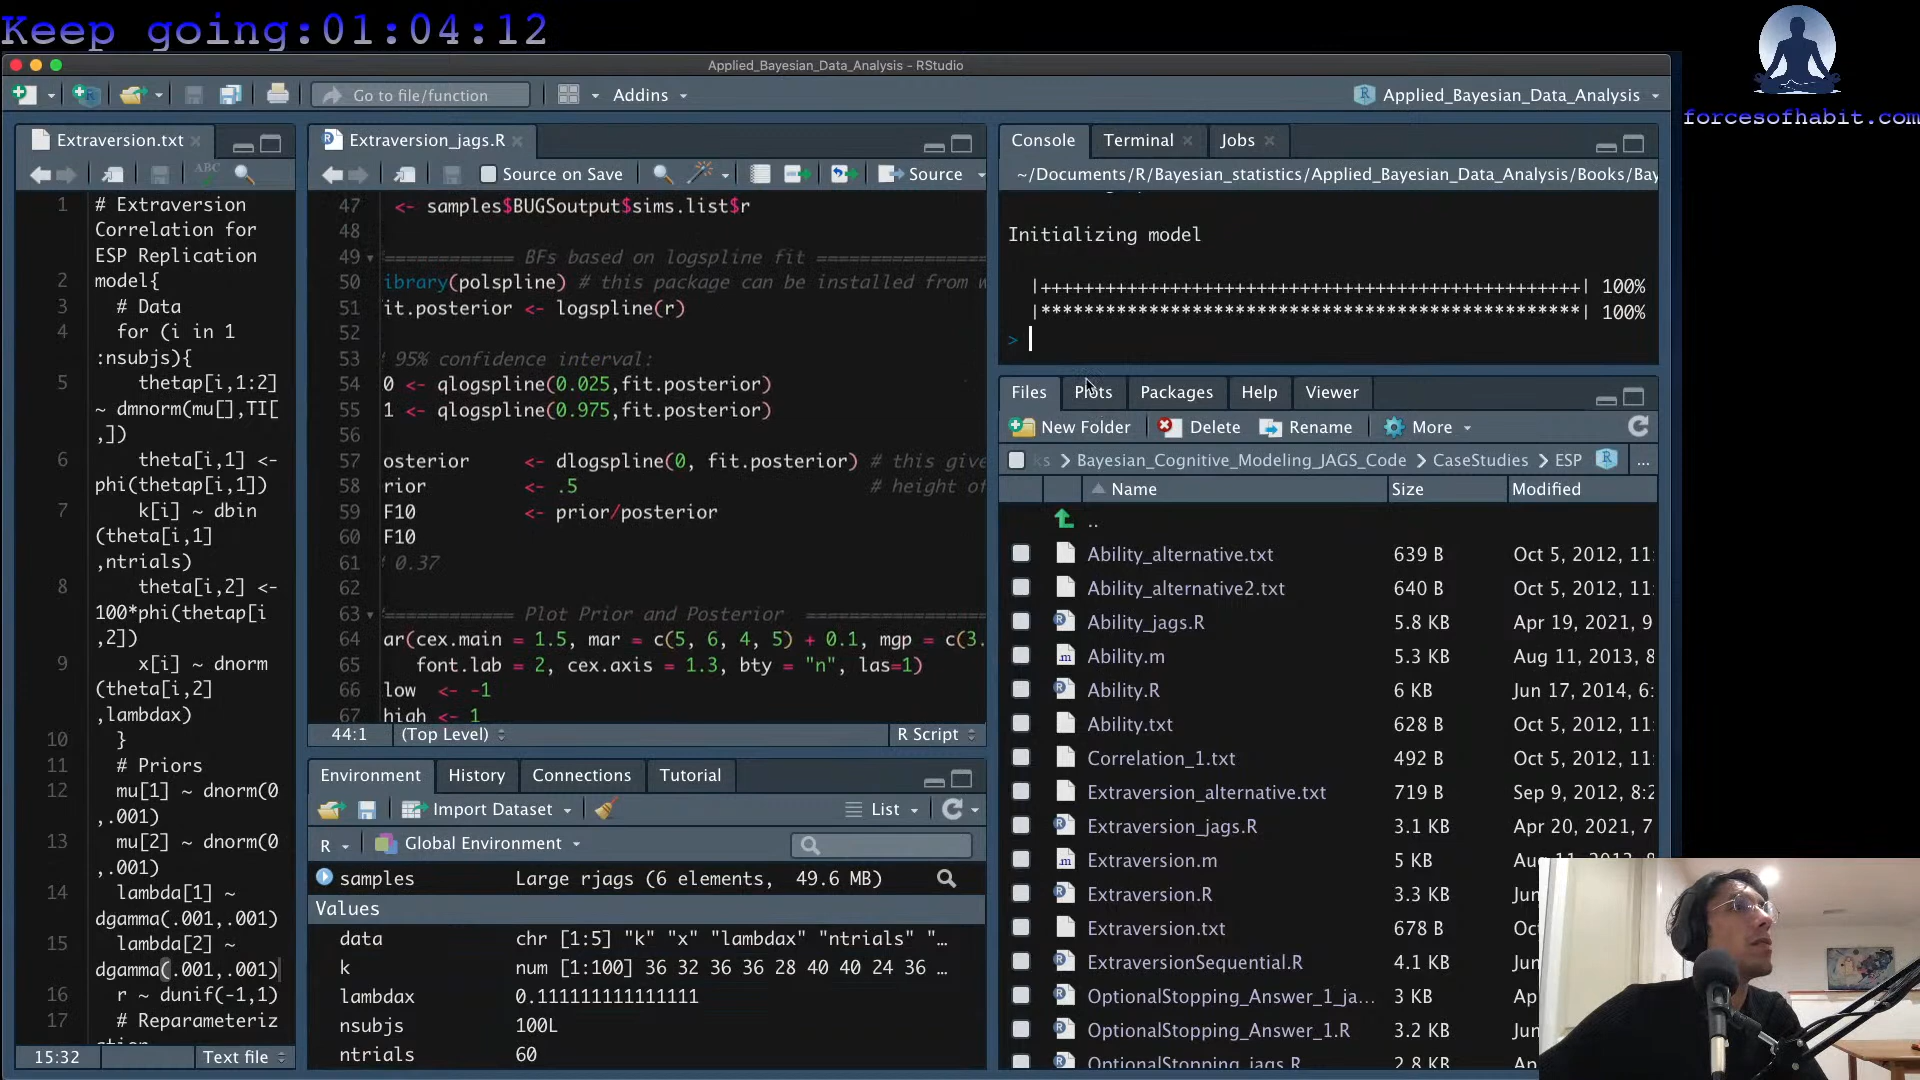 Keep going:01:04:12
forcesofhabit.com
Applied_Bayesian_Data_Analysis - RStudio
Go to file/function
Addins
Applied_Bayesian_Data_Analysis
Extraversion.txt
1 # Extraversion
Correlation for
ESP Replication
2 model{
3 # Data
4 for (i in 1
:nsubjs){
5 thetap[i,1:2]
~ dmnorm(mu[],TI[
,])
6 theta[i,1] <-
phi(thetap[i,1])
7 k[i] ~ dbin
(theta[i,1]
,ntrials)
8 theta[i,2] <-
100*phi(thetap[i
,2])
9 x[i] ~ dnorm
(theta[i,2]
,lambdax)
10 }
11 # Priors
12 mu[1] ~ dnorm(0
,.001)
13 mu[2] ~ dnorm(0
,.001)
14 lambda[1] ~
dgamma(.001,.001)
15 lambda[2] ~
dgamma(.001,.001)
16 r ~ dunif(-1,1)
17 # Reparameteriz
15:32 Text file
Extraversion_jags.R
Source on Save
Source
47 <- samples$BUGSoutput$sims.list$r
48
49 ============ BFs based on logspline fit ============
50 ibrary(polspline) # this package can be installed from w
51 it.posterior <- logspline(r)
52
53 95% confidence interval:
54 0 <- qlogspline(0.025,fit.posterior)
55 1 <- qlogspline(0.975,fit.posterior)
56
57 osterior <- dlogspline(0, fit.posterior) # this give
58 rior <- .5 # height of
59 F10 <- prior/posterior
60 F10
61 0.37
62
63 ============ Plot Prior and Posterior ============
64 ar(cex.main = 1.5, mar = c(5, 6, 4, 5) + 0.1, mgp = c(3.
65 font.lab = 2, cex.axis = 1.3, bty = "n", las=1)
66 low <- -1
67 high <- 1
44:1 (Top Level) R Script
Environment History Connections Tutorial
Import Dataset List
R Global Environment
samples Large rjags (6 elements, 49.6 MB)
Values
data chr [1:5] "k" "x" "lambdax" "ntrials" "…
k num [1:100] 36 32 36 36 28 40 40 24 36 …
lambdax 0.111111111111111
nsubjs 100L
ntrials 60
Console Terminal Jobs
~/Documents/R/Bayesian_statistics/Applied_Bayesian_Data_Analysis/Books/Bay
Initializing model
|++++++++++++++++++++++++++++++++++++++++++++++++++| 100%
|**************************************************| 100%
>
Files Plots Packages Help Viewer
New Folder Delete Rename More
ks > Bayesian_Cognitive_Modeling_JAGS_Code > CaseStudies > ESP ...
Name Size Modified
..
Ability_alternative.txt 639 B Oct 5, 2012, 11:
Ability_alternative2.txt 640 B Oct 5, 2012, 11:
Ability_jags.R 5.8 KB Apr 19, 2021, 9
Ability.m 5.3 KB Aug 11, 2013, 8
Ability.R 6 KB Jun 17, 2014, 6:
Ability.txt 628 B Oct 5, 2012, 11:
Correlation_1.txt 492 B Oct 5, 2012, 11:
Extraversion_alternative.txt 719 B Sep 9, 2012, 8:2
Extraversion_jags.R 3.1 KB Apr 20, 2021, 7
Extraversion.m 5 KB Aug 11, 2013, 8
Extraversion.R 3.3 KB Jun
Extraversion.txt 678 B Oc
ExtraversionSequential.R 4.1 KB Jun
OptionalStopping_Answer_1_ja... 3 KB Ap
OptionalStopping_Answer_1.R 3.2 KB Jun
OptionalStopping_jags.R 2.8 KB Ap